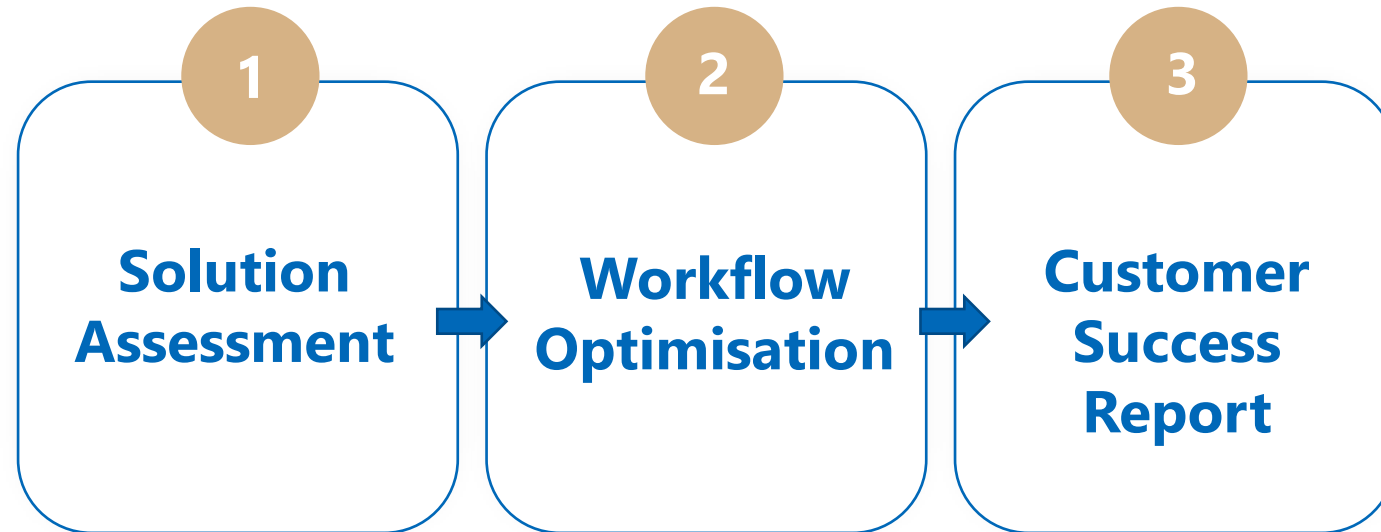 1
Solution
Assessment
2
Workflow
Optimisation
3
Customer
Success
Report